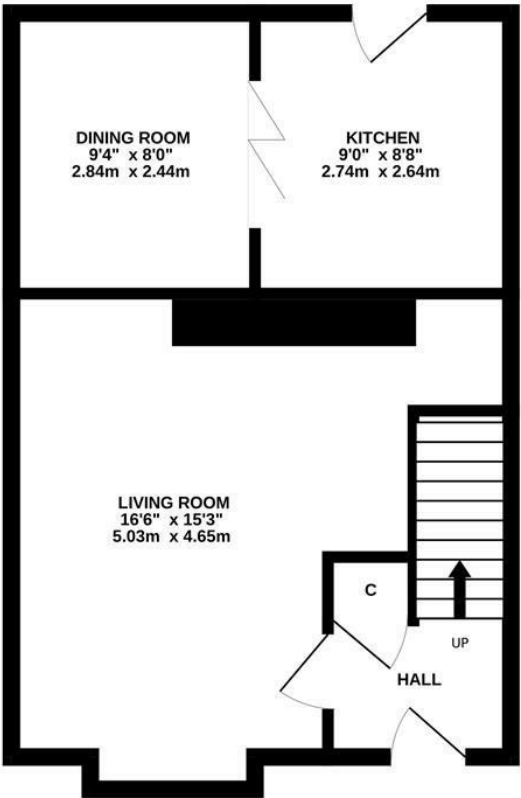 DINING ROOM
9'4" x 8'0"
2.84m x 2.44m
KITCHEN
9'0" x 8'8"
2.74m x 2.64m
LIVING ROOM
16'6" x 15'3"
5.03m x 4.65m
C
UP
HALL